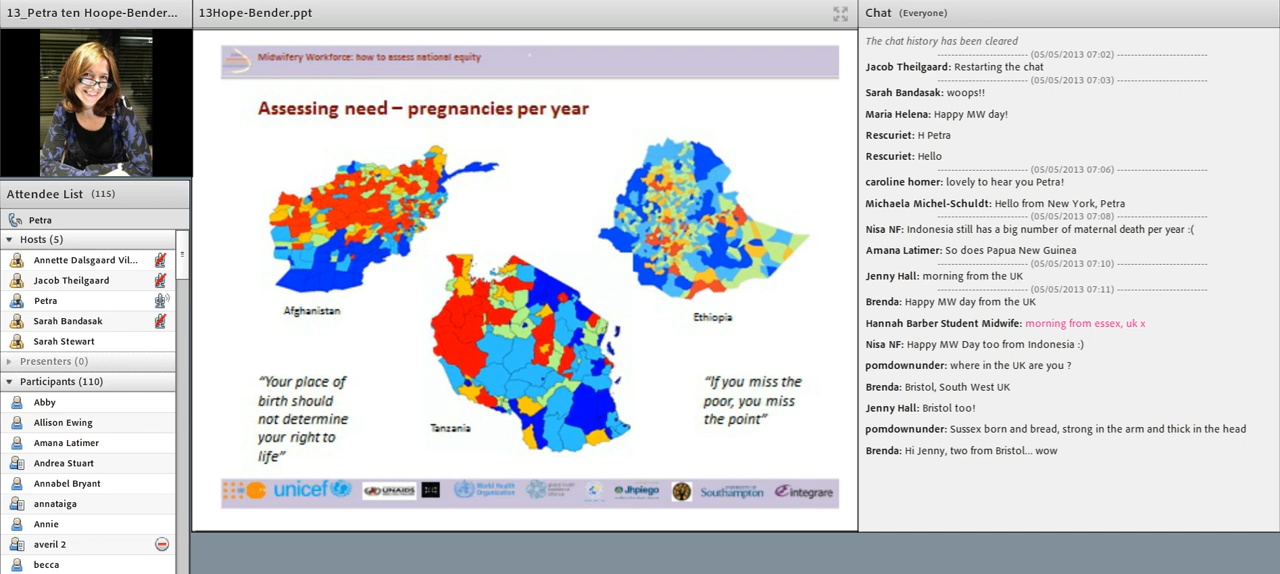 13_Petra ten Hoope-Bender...
13Hope-Bender.ppt
Chat (Everyone)
Attendee List (115)
Petra
Hosts (5)
Annette Dalsgaard Vil...
Jacob Theilgaard
Petra
Sarah Bandasak
Sarah Stewart
Presenters (0)
Participants (110)
Abby
Allison Ewing
Amana Latimer
Andrea Stuart
Annabel Bryant
annataiga
Annie
averil 2
becca
Midwifery Workforce: how to assess national equity
Assessing need – pregnancies per year
Afghanistan
Ethiopia
Tanzania
“Your place of
birth should
not determine
your right to
life”
“If you miss the
poor, you miss
the point”
unicef
UNAIDS
World Health
Organization
Jhpiego
Southampton
integrare
The chat history has been cleared
(05/05/2013 07:02)
Jacob Theilgaard: Restarting the chat
(05/05/2013 07:03)
Sarah Bandasak: woops!!
Maria Helena: Happy MW day!
Rescuriet: H Petra
Rescuriet: Hello
(05/05/2013 07:06)
caroline homer: lovely to hear you Petra!
Michaela Michel-Schuldt: Hello from New York, Petra
(05/05/2013 07:08)
Nisa NF: Indonesia still has a big number of maternal death per year :(
Amana Latimer: So does Papua New Guinea
(05/05/2013 07:10)
Jenny Hall: morning from the UK
(05/05/2013 07:11)
Brenda: Happy MW day from the UK
Hannah Barber Student Midwife: morning from essex, uk x
Nisa NF: Happy MW Day too from Indonesia :)
pomdownunder: where in the UK are you ?
Brenda: Bristol, South West UK
Jenny Hall: Bristol too!
pomdownunder: Sussex born and bread, strong in the arm and thick in the head
Brenda: Hi Jenny, two from Bristol... wow